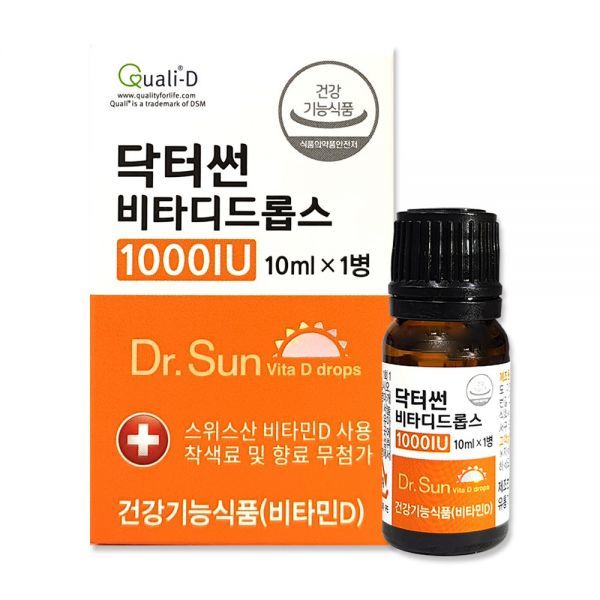 Quali®-D
www.qualityforlife.com
Quali® is a trademark of DSM
건강
기능식품
식품의약품안전처
닥터썬
비타디드롭스
1000IU 10ml×1병
Dr.Sun Vita D drops
스위스산 비타민D 사용
착색료 및 향료 무첨가
건강기능식품(비타민D)
닥터썬
비타디드롭스
1000IU 10ml×1병
Dr.Sun Vita D drops
건강기능식품(비타민D)